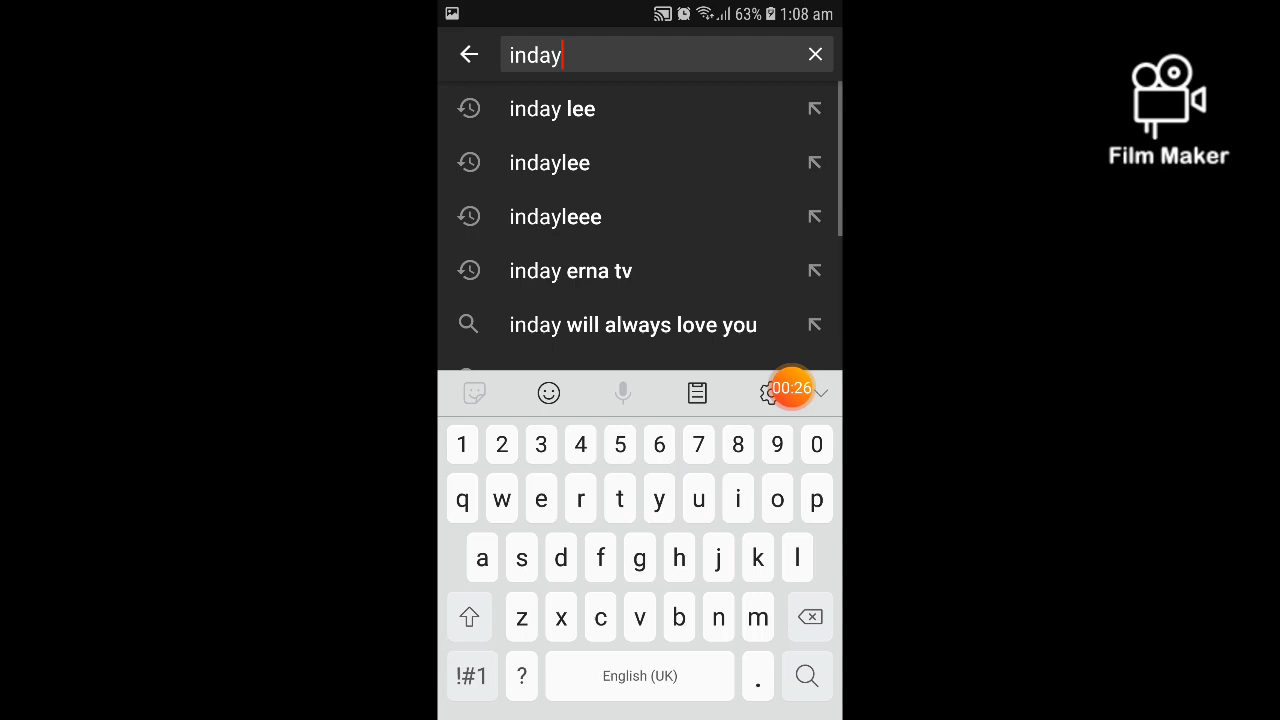 63% 1:08 am
inday
inday lee
indaylee
indayleee
inday erna tv
inday will always love you
00:26
1 2 3 4 5 6 7 8 9 0
q w e r t y u i o p
a s d f g h j k l
z x c v b n m
!#1 ? English (UK) .
Film Maker